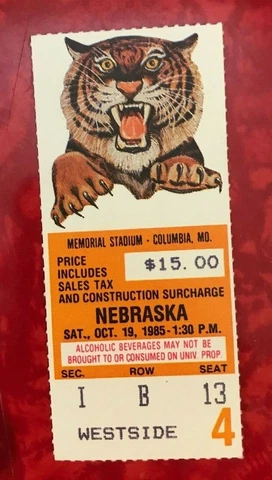 MEMORIAL STADIUM - COLUMBIA, MO.
PRICE
INCLUDES
SALES TAX
$15.00
AND CONSTRUCTION SURCHARGE
NEBRASKA
SAT., OCT. 19, 1985-1:30 P.M.
ALCOHOLIC BEVERAGES MAY NOT BE
BROUGHT TO OR CONSUMED ON UNIV. PROP.
SEC. ROW SEAT
I B 13
WESTSIDE 4